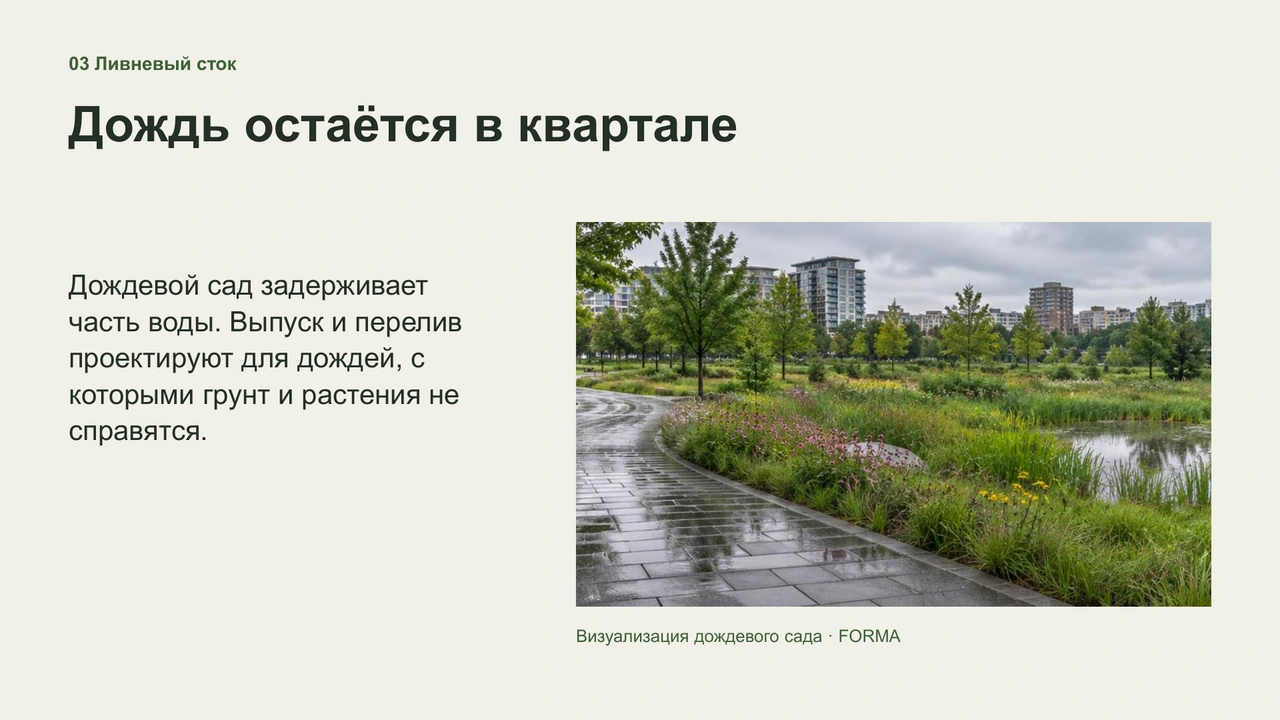 03 Ливневый сток
Дождь остаётся в квартале
Дождевой сад задерживает
часть воды. Выпуск и перелив
проектируют для дождей, с
которыми грунт и растения не
справятся.
Визуализация дождевого сада · FORMA